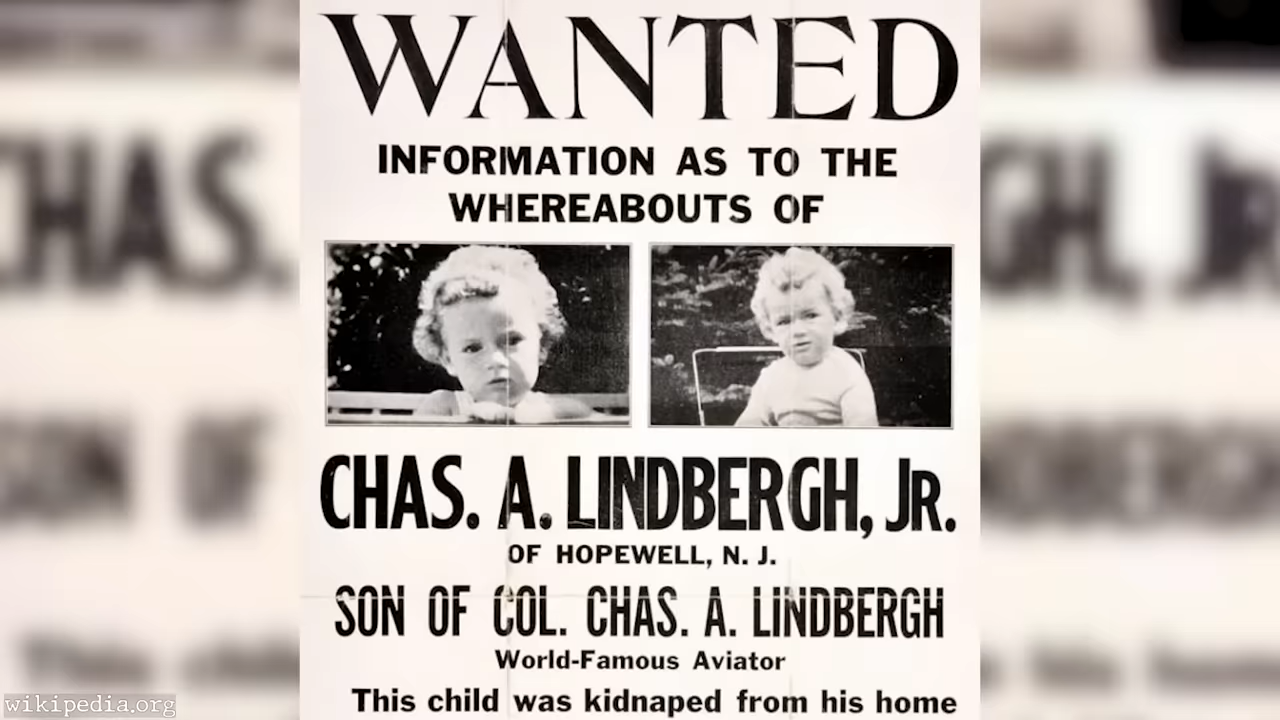 WANTED
INFORMATION AS TO THE
WHEREABOUTS OF
CHAS. A. LINDBERGH, JR.
OF HOPEWELL, N. J.
SON OF COL. CHAS. A. LINDBERGH
World-Famous Aviator
This child was kidnaped from his home
wikipedia.org